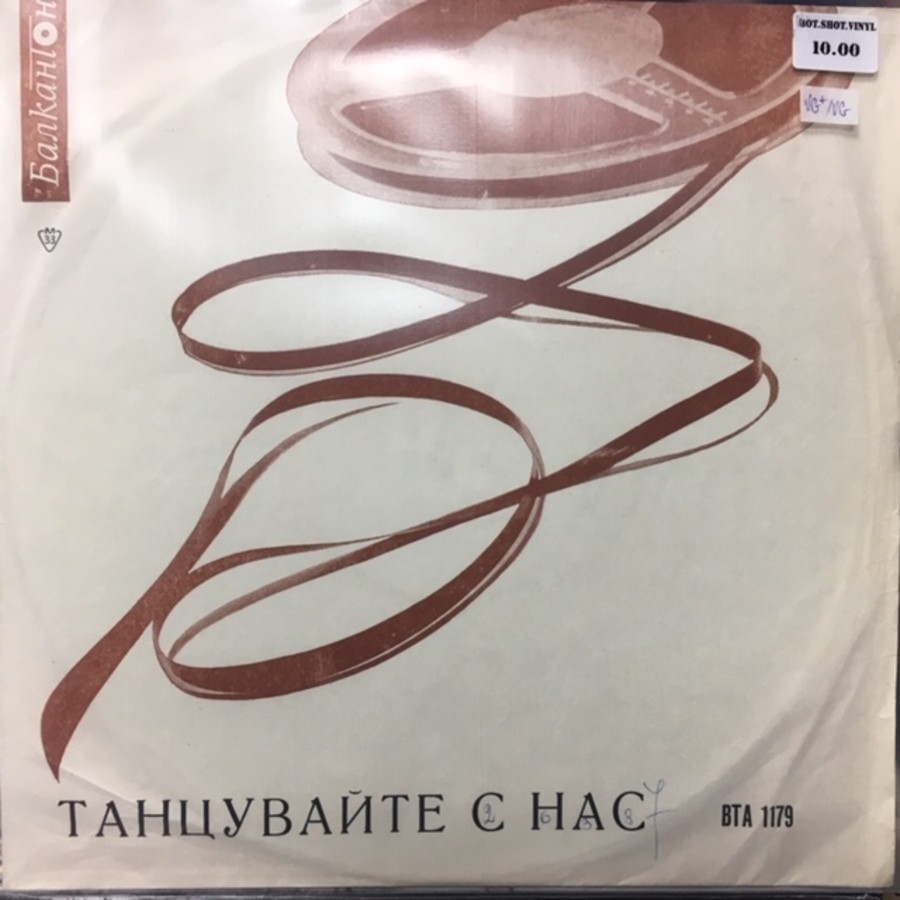 Балкантон
33
HOT.SHOT.VINYL
10.00
VG+/VG
ТАНЦУВАЙТЕ С НАС
ВТА 1179